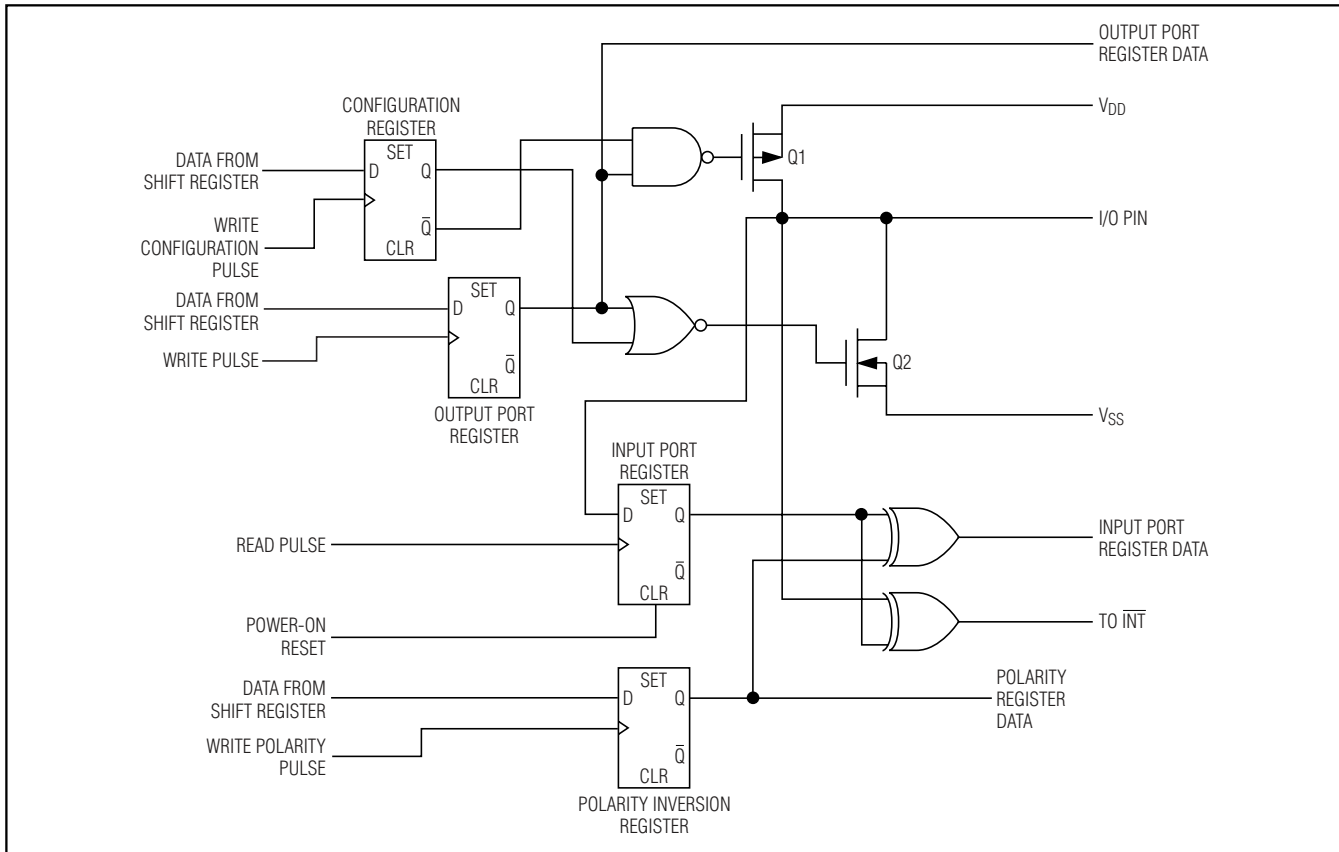 OUTPUT PORT
REGISTER DATA
V_DD
Q1
I/O PIN
CONFIGURATION
REGISTER
DATA FROM
SHIFT REGISTER
WRITE
CONFIGURATION
PULSE
SET
D
Q
Q̅
CLR
DATA FROM
SHIFT REGISTER
WRITE PULSE
SET
D
Q
Q̅
CLR
OUTPUT PORT
REGISTER
Q2
V_SS
INPUT PORT
REGISTER
SET
D
Q
Q̅
CLR
READ PULSE
POWER-ON
RESET
INPUT PORT
REGISTER DATA
TO I̅N̅T̅
DATA FROM
SHIFT REGISTER
WRITE POLARITY
PULSE
SET
D
Q
Q̅
CLR
POLARITY INVERSION
REGISTER
POLARITY
REGISTER
DATA